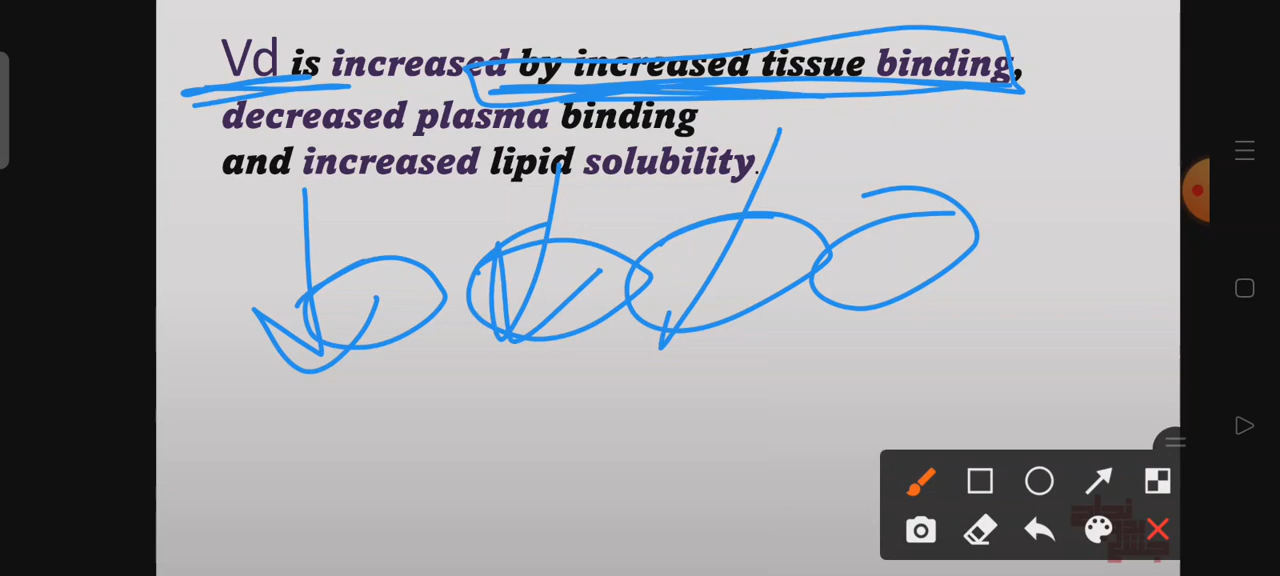 Vd is increased by increased tissue binding,
decreased plasma binding
and increased lipid solubility.